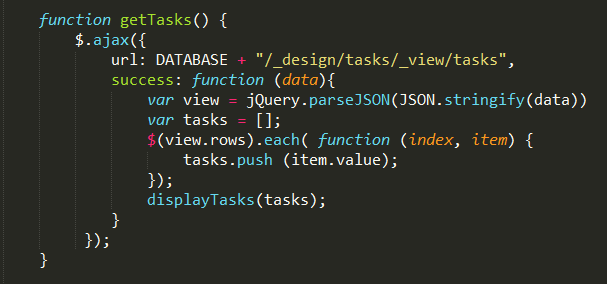 function getTasks() {
$.ajax({
url: DATABASE + "/_design/tasks/_view/tasks",
success: function (data){
var view = jQuery.parseJSON(JSON.stringify(data))
var tasks = [];
$(view.rows).each( function (index, item) {
tasks.push (item.value);
});
displayTasks(tasks);
}
});
}